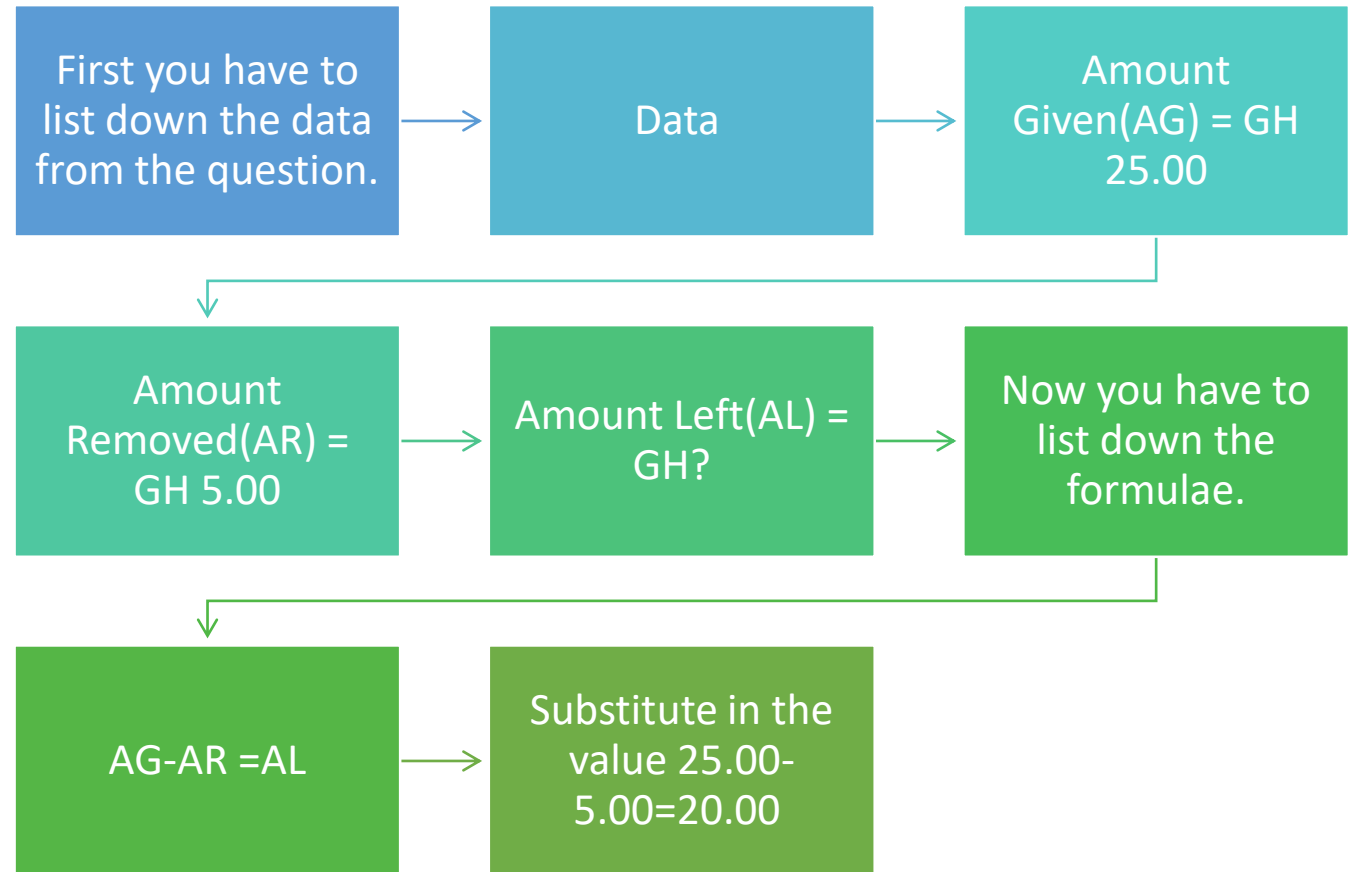 First you have to
list down the data
from the question.
Data
Amount
Given(AG) = GH
25.00
Amount
Removed(AR) =
GH 5.00
Amount Left(AL) =
GH?
Now you have to
list down the
formulae.
AG-AR =AL
Substitute in the
value 25.00-
5.00=20.00